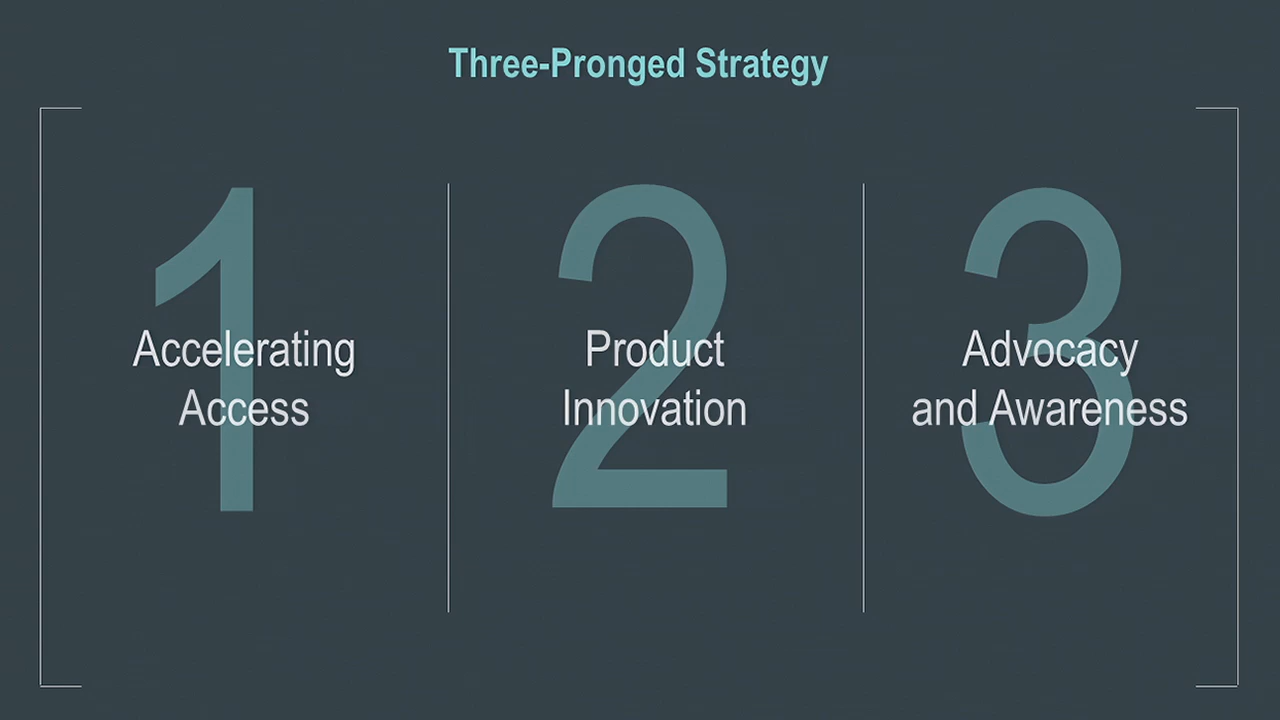 Three-Pronged Strategy
1
Accelerating
Access
2
Product
Innovation
3
Advocacy
and Awareness